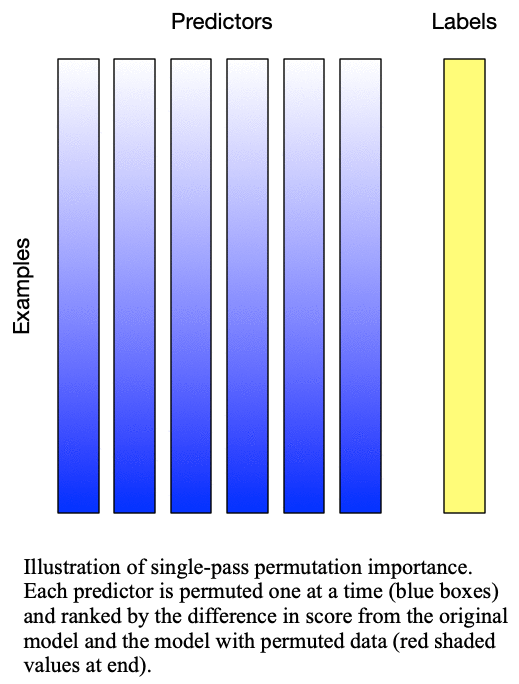 Predictors
Labels
Examples
Illustration of single-pass permutation importance.
Each predictor is permuted one at a time (blue boxes)
and ranked by the difference in score from the original
model and the model with permuted data (red shaded
values at end).